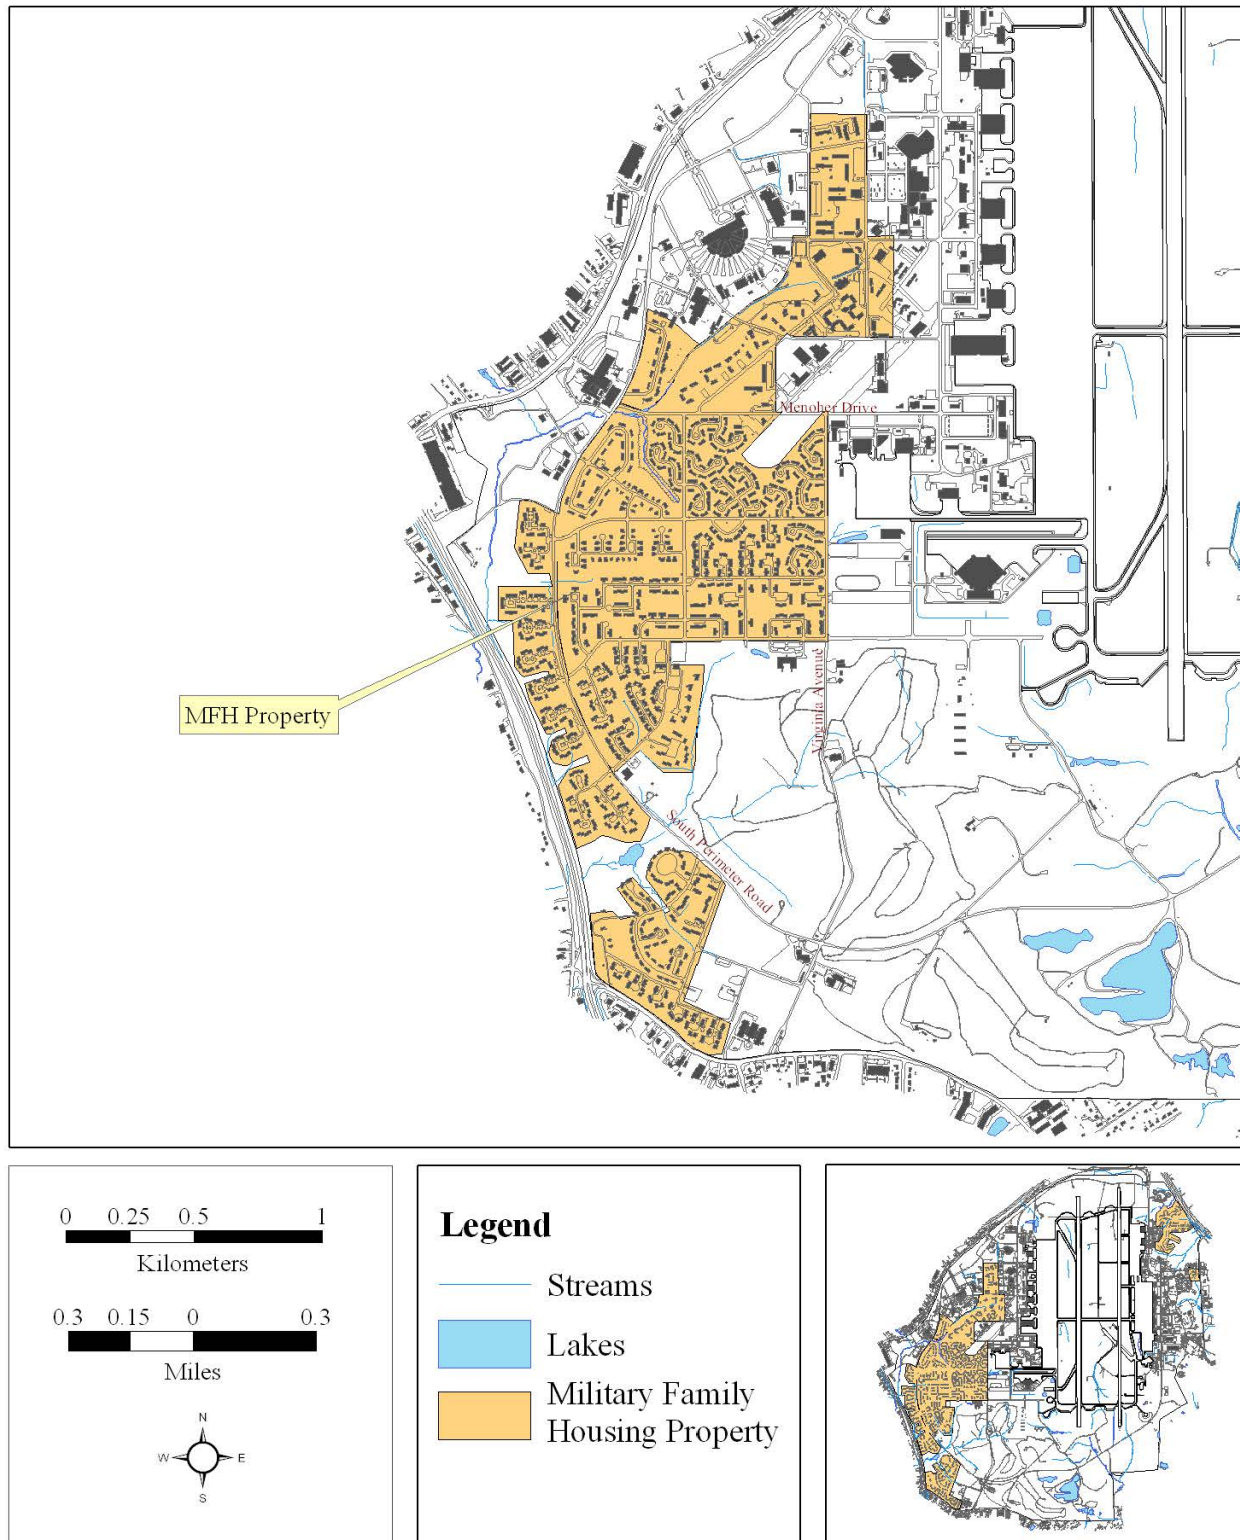 Menoher Drive
Virginia Avenue
MFH Property
South Perimeter Road
0 0.25 0.5 1
Kilometers
0.3 0.15 0 0.3
Miles
N
W E
S
Legend
Streams
Lakes
Military Family
Housing Property